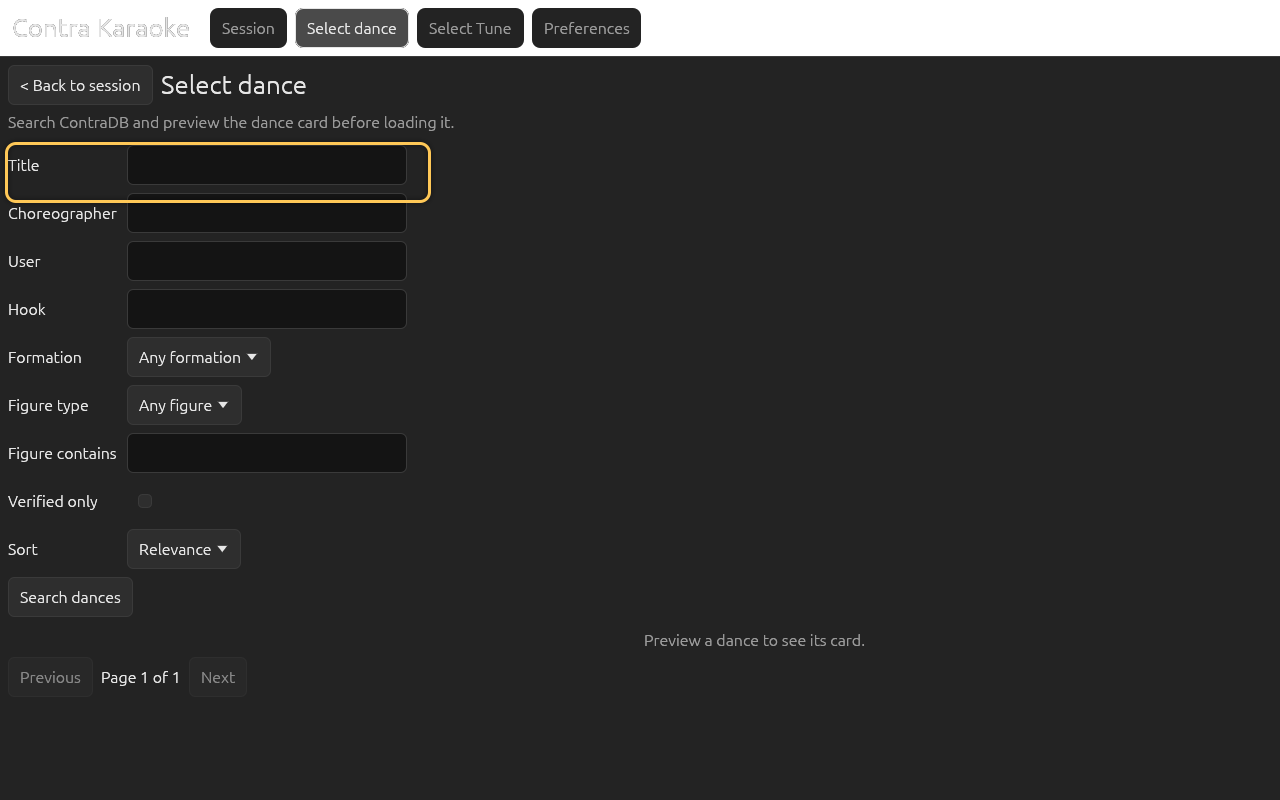 Contra Karaoke Session Select dance Select Tune Preferences
< Back to session Select dance
Search ContraDB and preview the dance card before loading it.
Title
Choreographer
User
Hook
Formation Any formation
Figure type Any figure
Figure contains
Verified only
Sort Relevance
Search dances
Preview a dance to see its card.
Previous Page 1 of 1 Next